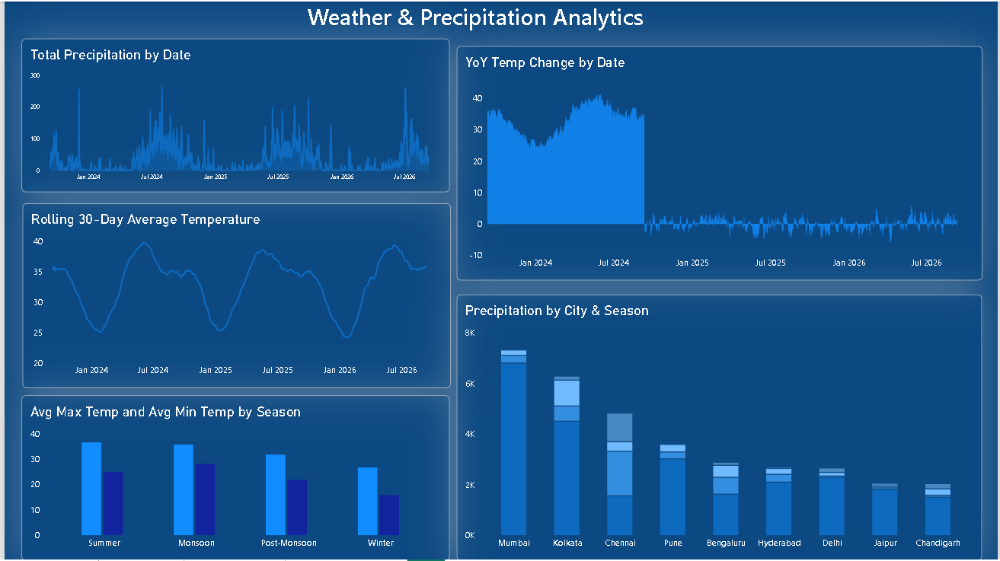 Weather & Precipitation Analytics
Total Precipitation by Date
300
200
100
0
Jan 2024 Jul 2024 Jan 2025 Jul 2025 Jan 2026 Jul 2026
Rolling 30-Day Average Temperature
40
35
30
25
20
Jan 2024 Jul 2024 Jan 2025 Jul 2025 Jan 2026 Jul 2026
Avg Max Temp and Avg Min Temp by Season
40
30
20
10
0
Summer Monsoon Post-Monsoon Winter
YoY Temp Change by Date
40
30
20
10
0
-10
Jan 2024 Jul 2024 Jan 2025 Jul 2025 Jan 2026 Jul 2026
Precipitation by City & Season
8K
6K
4K
2K
0K
Mumbai Kolkata Chennai Pune Bengaluru Hyderabad Delhi Jaipur Chandigarh